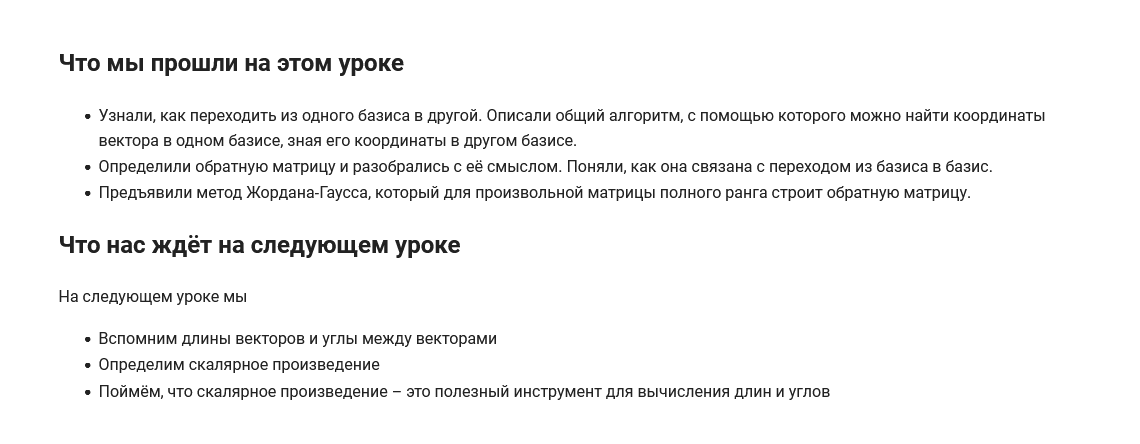 Что мы прошли на этом уроке
• Узнали, как переходить из одного базиса в другой. Описали общий алгоритм, с помощью которого можно найти координаты
вектора в одном базисе, зная его координаты в другом базисе.
• Определили обратную матрицу и разобрались с её смыслом. Поняли, как она связана с переходом из базиса в базис.
• Предъявили метод Жордана-Гаусса, который для произвольной матрицы полного ранга строит обратную матрицу.
Что нас ждёт на следующем уроке
На следующем уроке мы
• Вспомним длины векторов и углы между векторами
• Определим скалярное произведение
• Поймём, что скалярное произведение – это полезный инструмент для вычисления длин и углов